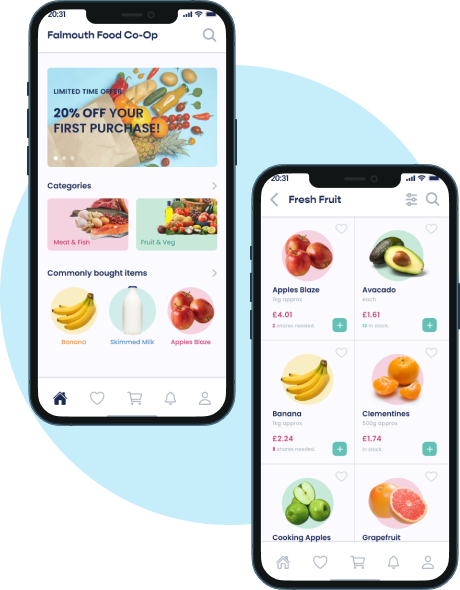 20:31
Falmouth Food Co-Op
LIMITED TIME OFFER
20% OFF YOUR
FIRST PURCHASE!
Categories
Meat & Fish
Fruit & Veg
Commonly bought items
Banana
Skimmed Milk
Apples Blaze
20:31
Fresh Fruit
Apples Blaze
1kg approx
£4.01
2 shares needed.
Avacado
each
£1.61
12 in stock.
Banana
1kg approx
£2.24
8 shares needed.
Clementines
500g approx
£1.74
in stock.
Cooking Apples
Grapefruit